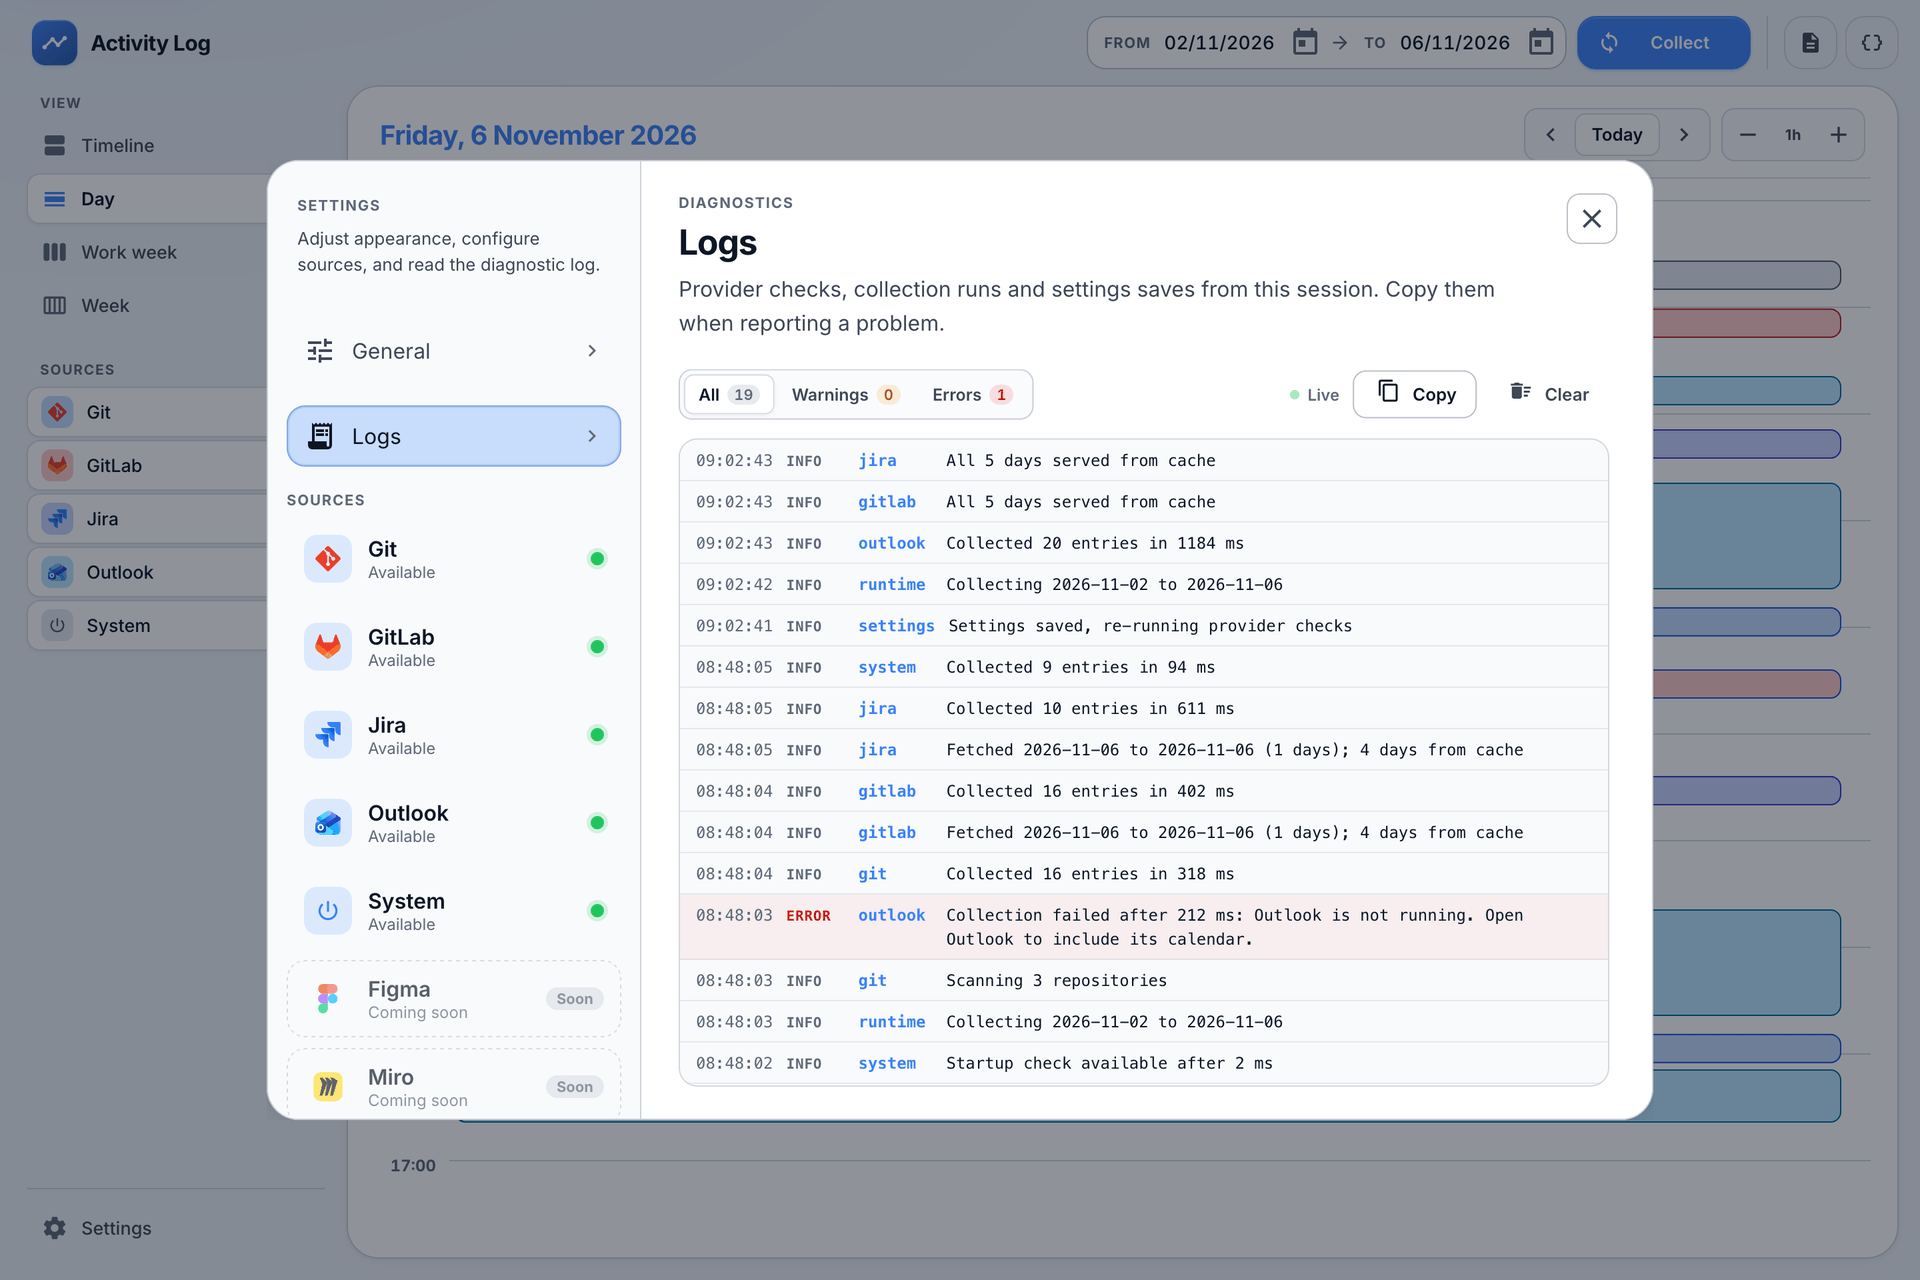 Activity Log
FROM 02/11/2026 → TO 06/11/2026
Collect
VIEW
Timeline
Day
Work week
Week
SOURCES
Git
GitLab
Jira
Outlook
System
Settings
Friday, 6 November 2026
Today
1h
17:00
SETTINGS
Adjust appearance, configure
sources, and read the diagnostic log.
General
Logs
SOURCES
Git
Available
GitLab
Available
Jira
Available
Outlook
Available
System
Available
Figma
Coming soon
Soon
Miro
Coming soon
Soon
DIAGNOSTICS
Logs
Provider checks, collection runs and settings saves from this session. Copy them
when reporting a problem.
All 19 Warnings 0 Errors 1
Live Copy Clear
09:02:43 INFO jira All 5 days served from cache
09:02:43 INFO gitlab All 5 days served from cache
09:02:43 INFO outlook Collected 20 entries in 1184 ms
09:02:42 INFO runtime Collecting 2026-11-02 to 2026-11-06
09:02:41 INFO settings Settings saved, re-running provider checks
08:48:05 INFO system Collected 9 entries in 94 ms
08:48:05 INFO jira Collected 10 entries in 611 ms
08:48:05 INFO jira Fetched 2026-11-06 to 2026-11-06 (1 days); 4 days from cache
08:48:04 INFO gitlab Collected 16 entries in 402 ms
08:48:04 INFO gitlab Fetched 2026-11-06 to 2026-11-06 (1 days); 4 days from cache
08:48:04 INFO git Collected 16 entries in 318 ms
08:48:03 ERROR outlook Collection failed after 212 ms: Outlook is not running. Open
Outlook to include its calendar.
08:48:03 INFO git Scanning 3 repositories
08:48:03 INFO runtime Collecting 2026-11-02 to 2026-11-06
08:48:02 INFO system Startup check available after 2 ms